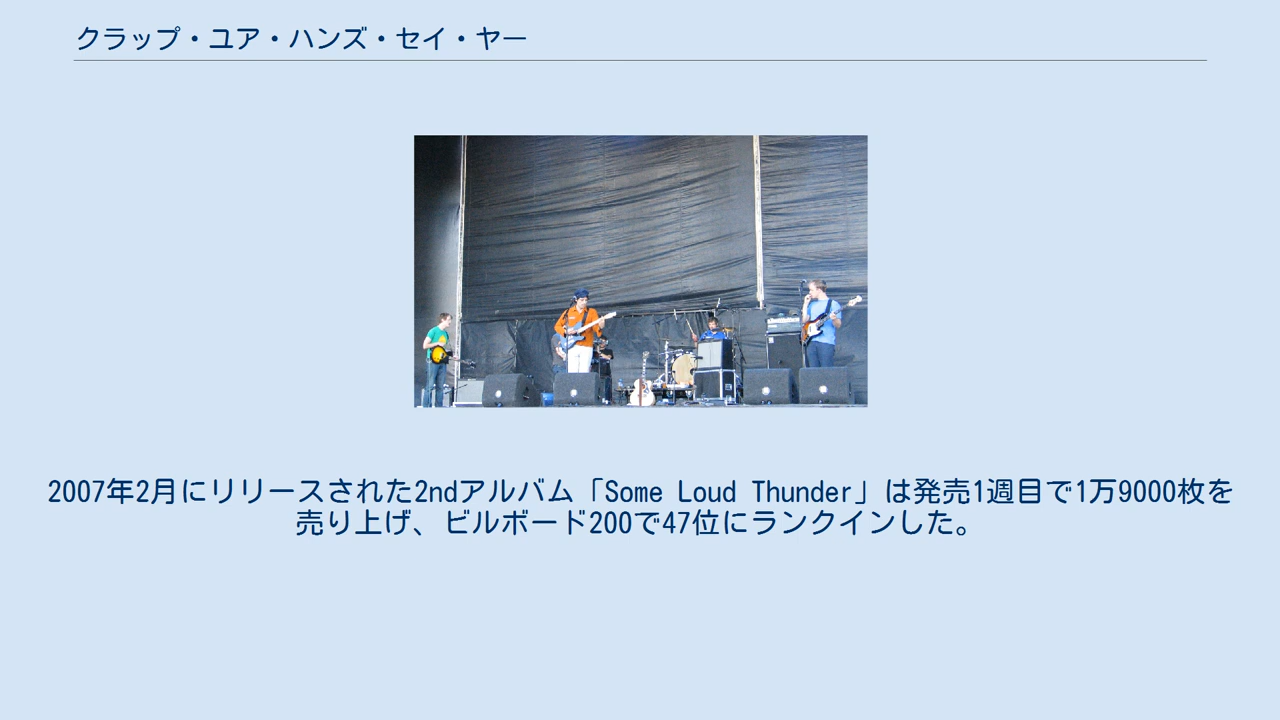 クラップ・ユア・ハンズ・セイ・ヤー
2007年2月にリリースされた2ndアルバム「Some Loud Thunder」は発売1週目で1万9000枚を
売り上げ、ビルボード200で47位にランクインした。